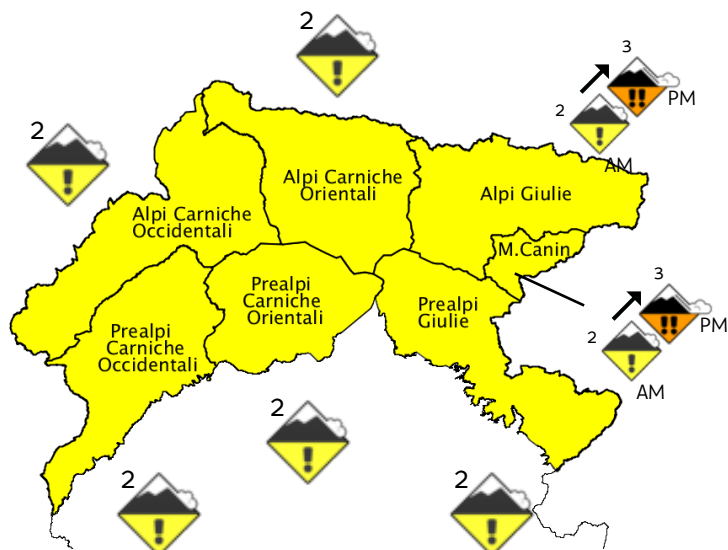 2
3
PM
2
AM
2
Alpi Carniche
Orientali
Alpi Giulie
Alpi Carniche
Occidentali
M.Canin
3
PM
2
AM
Prealpi
Carniche
Orientali
Prealpi
Giulie
Prealpi
Carniche
Occidentali
2
2
2